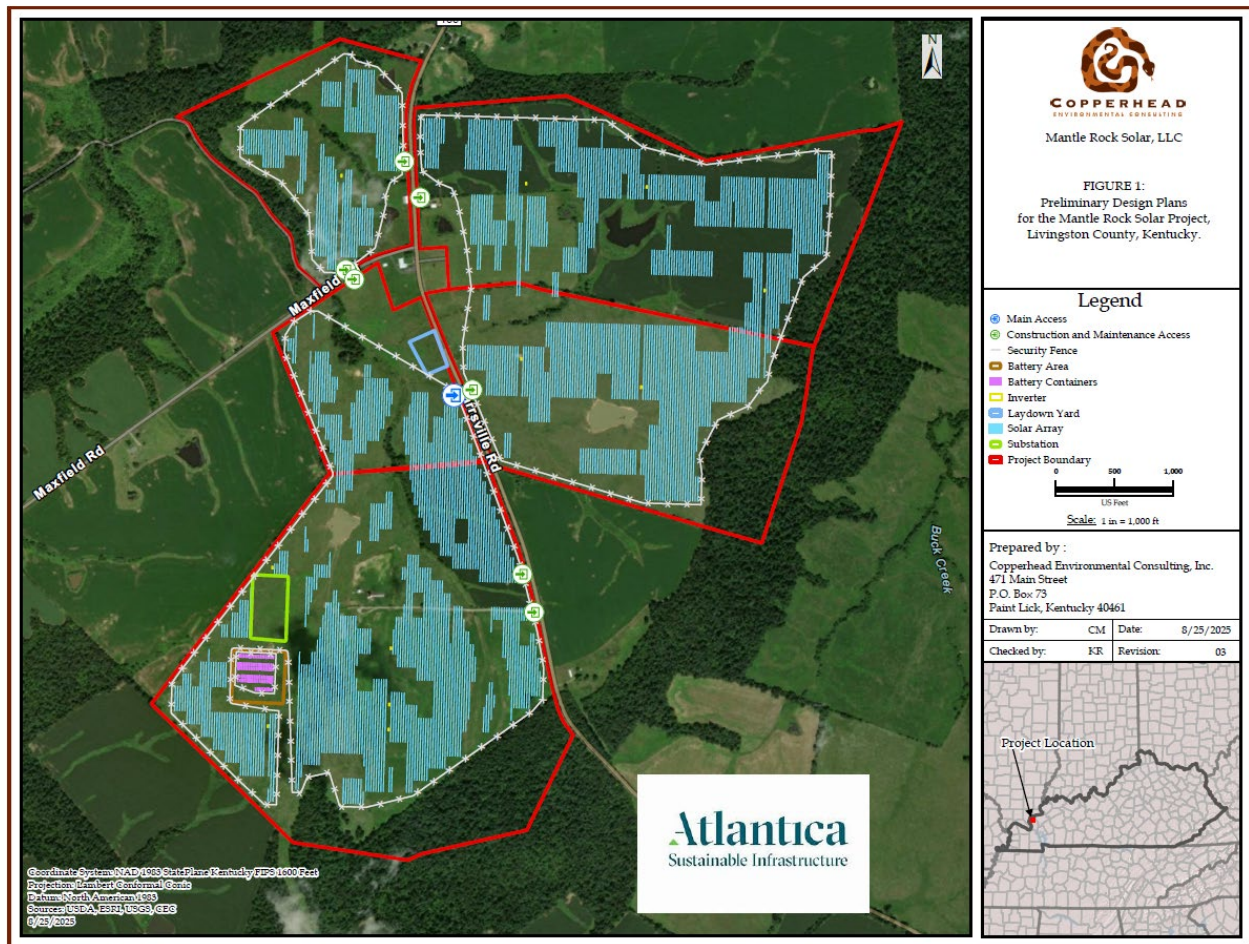 N
Maxfield
Maxfield Rd
rrsville Rd
Buck Creek
Atlantica
Sustainable Infrastructure
Coordinate System: NAD 1983 StatePlane Kentucky FIPS 1600 Feet
Projection: Lambert Conformal Conic
Datum: North American 1983
Sources: USDA, ESRI, USGS, CEC
8/25/2025
COPPERHEAD
ENVIRONMENTAL CONSULTING
Mantle Rock Solar, LLC
FIGURE 1:
Preliminary Design Plans
for the Mantle Rock Solar Project,
Livingston County, Kentucky.
Legend
Main Access
Construction and Maintenance Access
Security Fence
Battery Area
Battery Containers
Inverter
Laydown Yard
Solar Array
Substation
Project Boundary
0 500 1,000
US Feet
Scale: 1 in = 1,000 ft
Prepared by :
Copperhead Environmental Consulting, Inc.
471 Main Street
P.O. Box 73
Paint Lick, Kentucky 40461
Drawn by: CM Date: 8/25/2025
Checked by: KR Revision: 03
Project Location